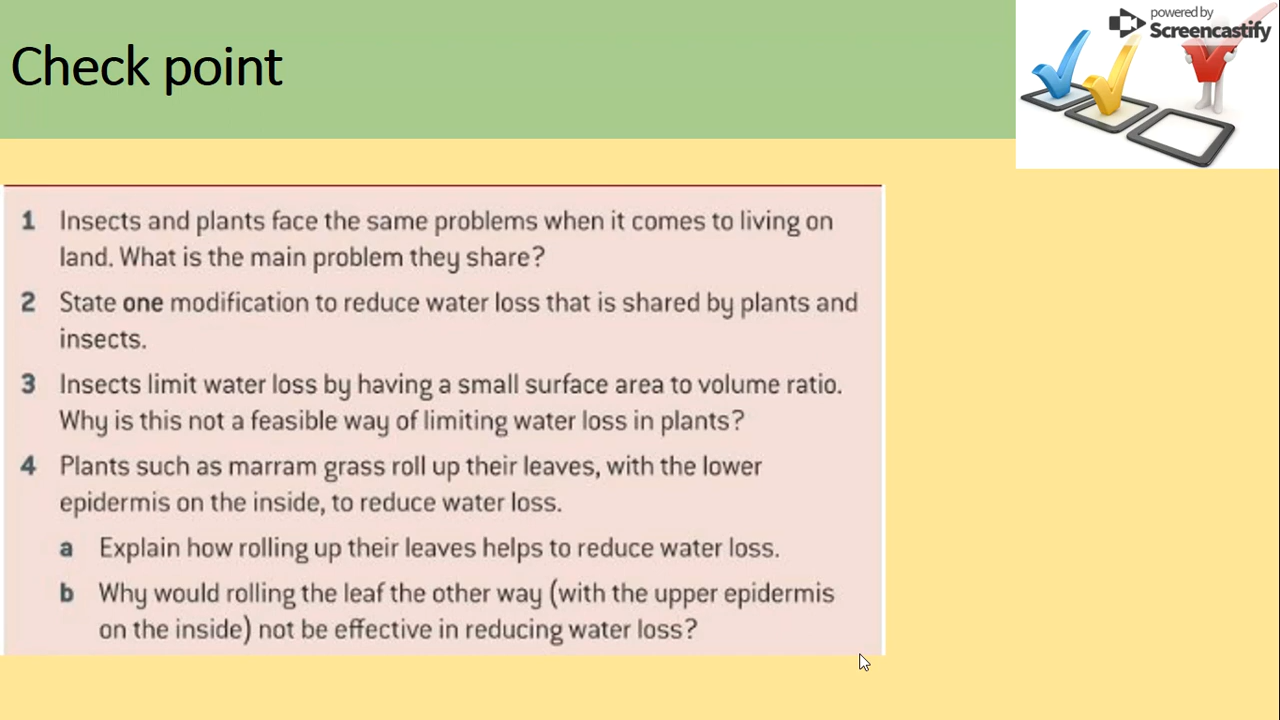 Check point
powered by
Screencastify
1 Insects and plants face the same problems when it comes to living on
land. What is the main problem they share?
2 State one modification to reduce water loss that is shared by plants and
insects.
3 Insects limit water loss by having a small surface area to volume ratio.
Why is this not a feasible way of limiting water loss in plants?
4 Plants such as marram grass roll up their leaves, with the lower
epidermis on the inside, to reduce water loss.
a Explain how rolling up their leaves helps to reduce water loss.
b Why would rolling the leaf the other way (with the upper epidermis
on the inside) not be effective in reducing water loss?